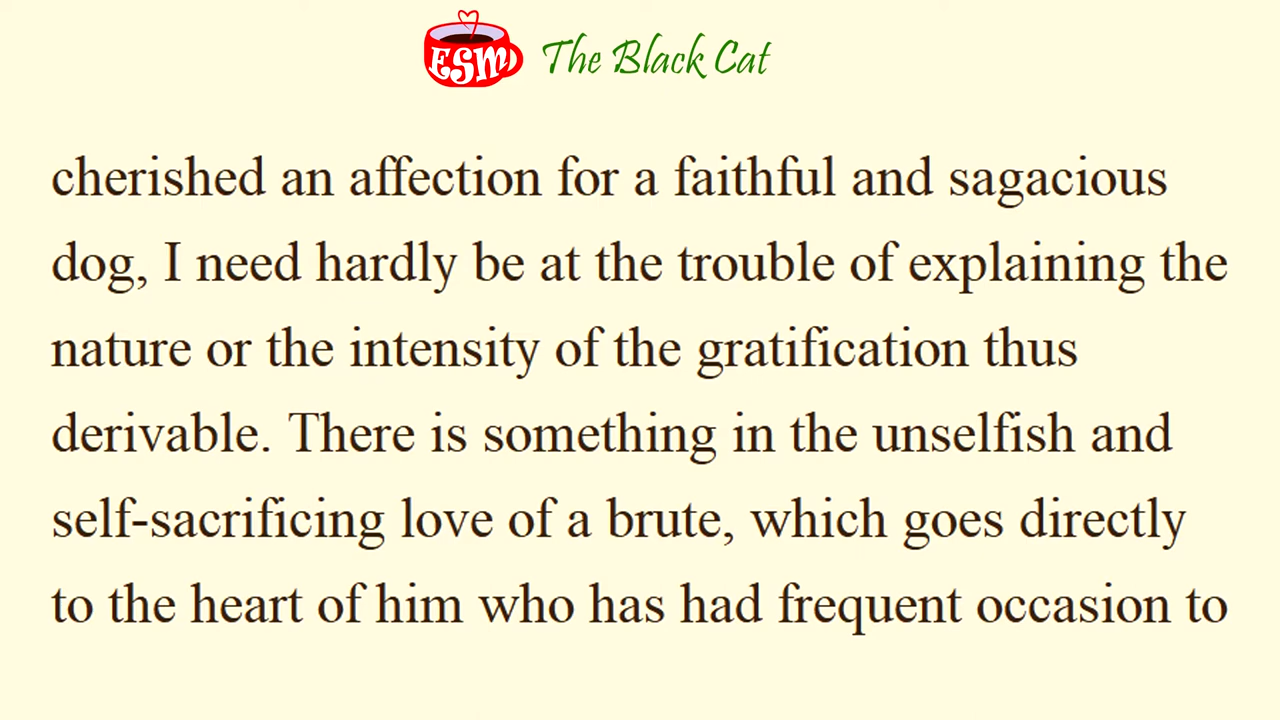 ESM The Black Cat
cherished an affection for a faithful and sagacious
dog, I need hardly be at the trouble of explaining the
nature or the intensity of the gratification thus
derivable. There is something in the unselfish and
self-sacrificing love of a brute, which goes directly
to the heart of him who has had frequent occasion to